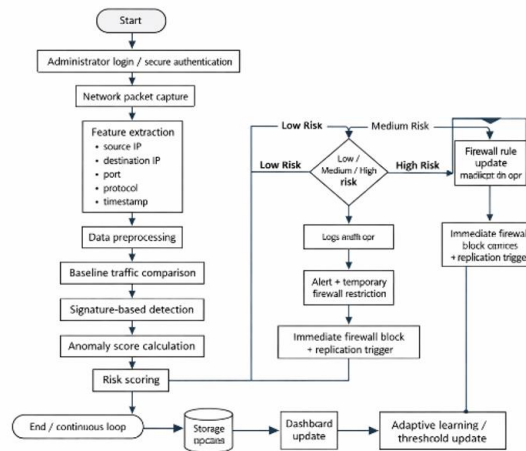 Start
Administrator login / secure authentication
Network packet capture
Feature extraction
• source IP
• destination IP
• port
• protocol
• timestamp
Data preprocessing
Baseline traffic comparison
Signature-based detection
Anomaly score calculation
Risk scoring
End / continuous loop
Low Risk
Medium Risk
Low Risk
Low /
Medium / High
risk
High Risk
Firewall rule
update
Logs
Alert + temporary
firewall restriction
Immediate firewall block
+ replication trigger
Immediate firewal
block
+ replication trigger
Storage
Dashboard
update
Adaptive learning /
threshold update